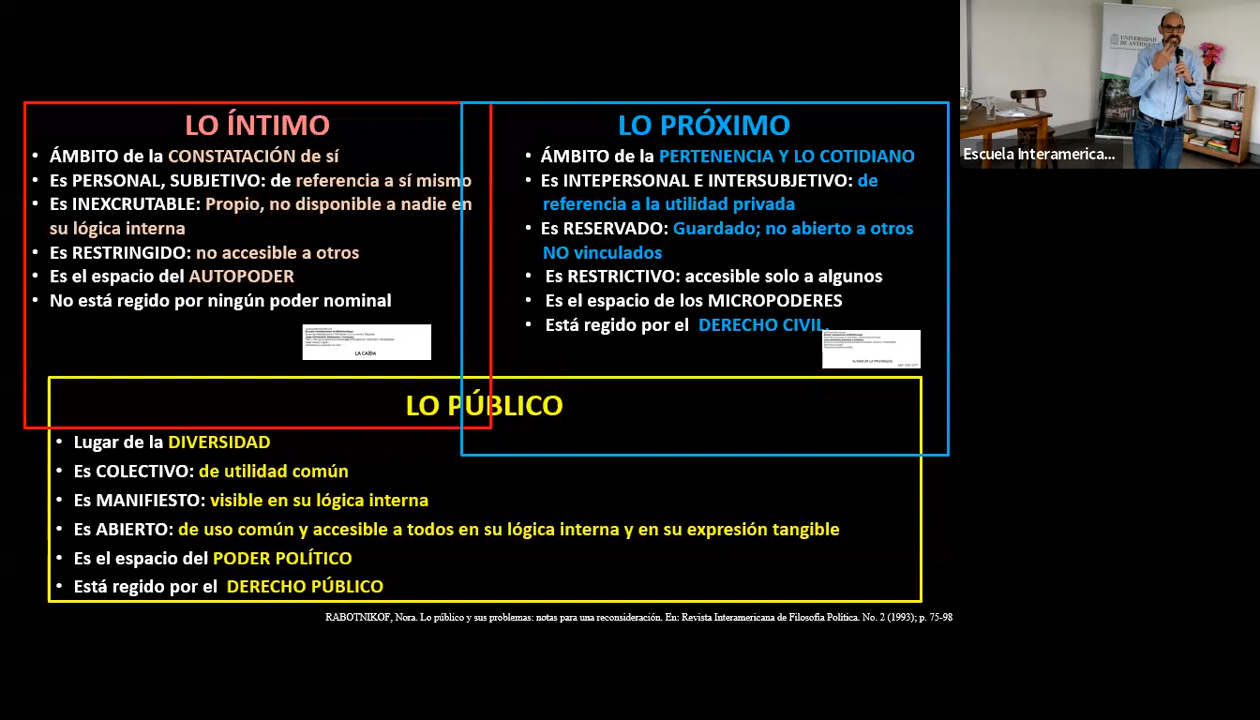 LO ÍNTIMO
• ÁMBITO de la CONSTATACIÓN de sí
• Es PERSONAL, SUBJETIVO: de referencia a sí mismo
• Es INEXCRUTABLE: Propio, no disponible a nadie en
su lógica interna
• Es RESTRINGIDO: no accesible a otros
• Es el espacio del AUTOPODER
• No está regido por ningún poder nominal
LA CAÍDA
LO PRÓXIMO
• ÁMBITO de la PERTENENCIA Y LO COTIDIANO
• Es INTEPERSONAL E INTERSUBJETIVO: de
referencia a la utilidad privada
• Es RESERVADO: Guardado; no abierto a otros
NO vinculados
• Es RESTRICTIVO: accesible solo a algunos
• Es el espacio de los MICROPODERES
• Está regido por el DERECHO CIVIL.
LO PÚBLICO
• Lugar de la DIVERSIDAD
• Es COLECTIVO: de utilidad común
• Es MANIFIESTO: visible en su lógica interna
• Es ABIERTO: de uso común y accesible a todos en su lógica interna y en su expresión tangible
• Es el espacio del PODER POLÍTICO
• Está regido por el DERECHO PÚBLICO
RABOTNIKOF, Nora. Lo público y sus problemas: notas para una reconsideración. En: Revista Interamericana de Filosofía Política. No. 2 (1993); p. 75-98
UNIVERSIDAD
DE ANTIOQUIA
Escuela Interamerica...